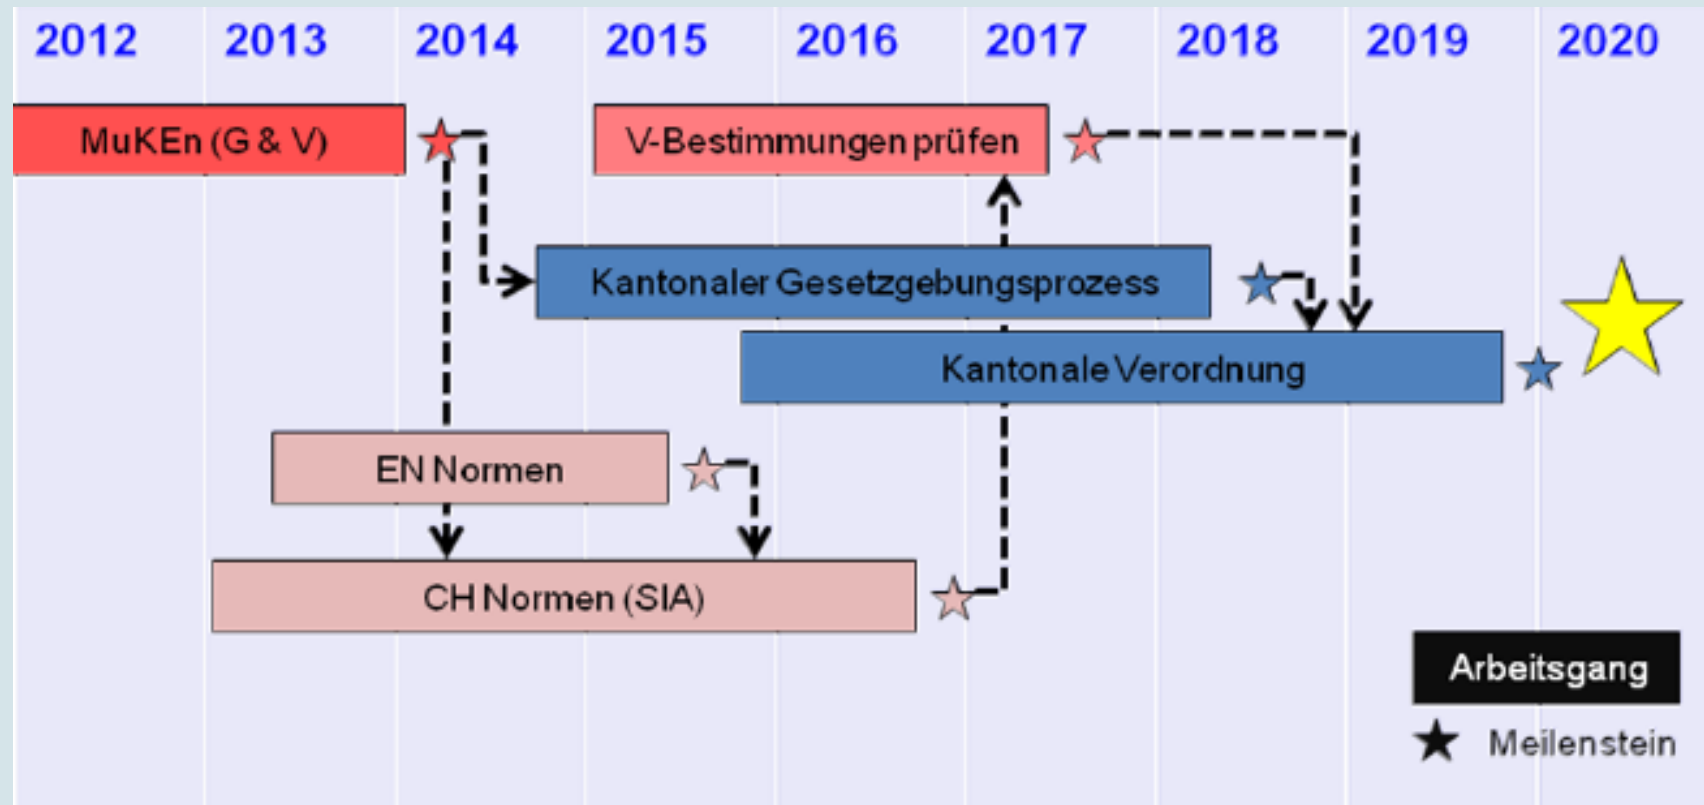 2012 2013 2014 2015 2016 2017 2018 2019 2020
MuKEn (G & V) V-Bestimmungen prüfen
Kantonaler Gesetzgebungsprozess
Kantonale Verordnung
EN Normen
CH Normen (SIA)
Arbeitsgang
Meilenstein